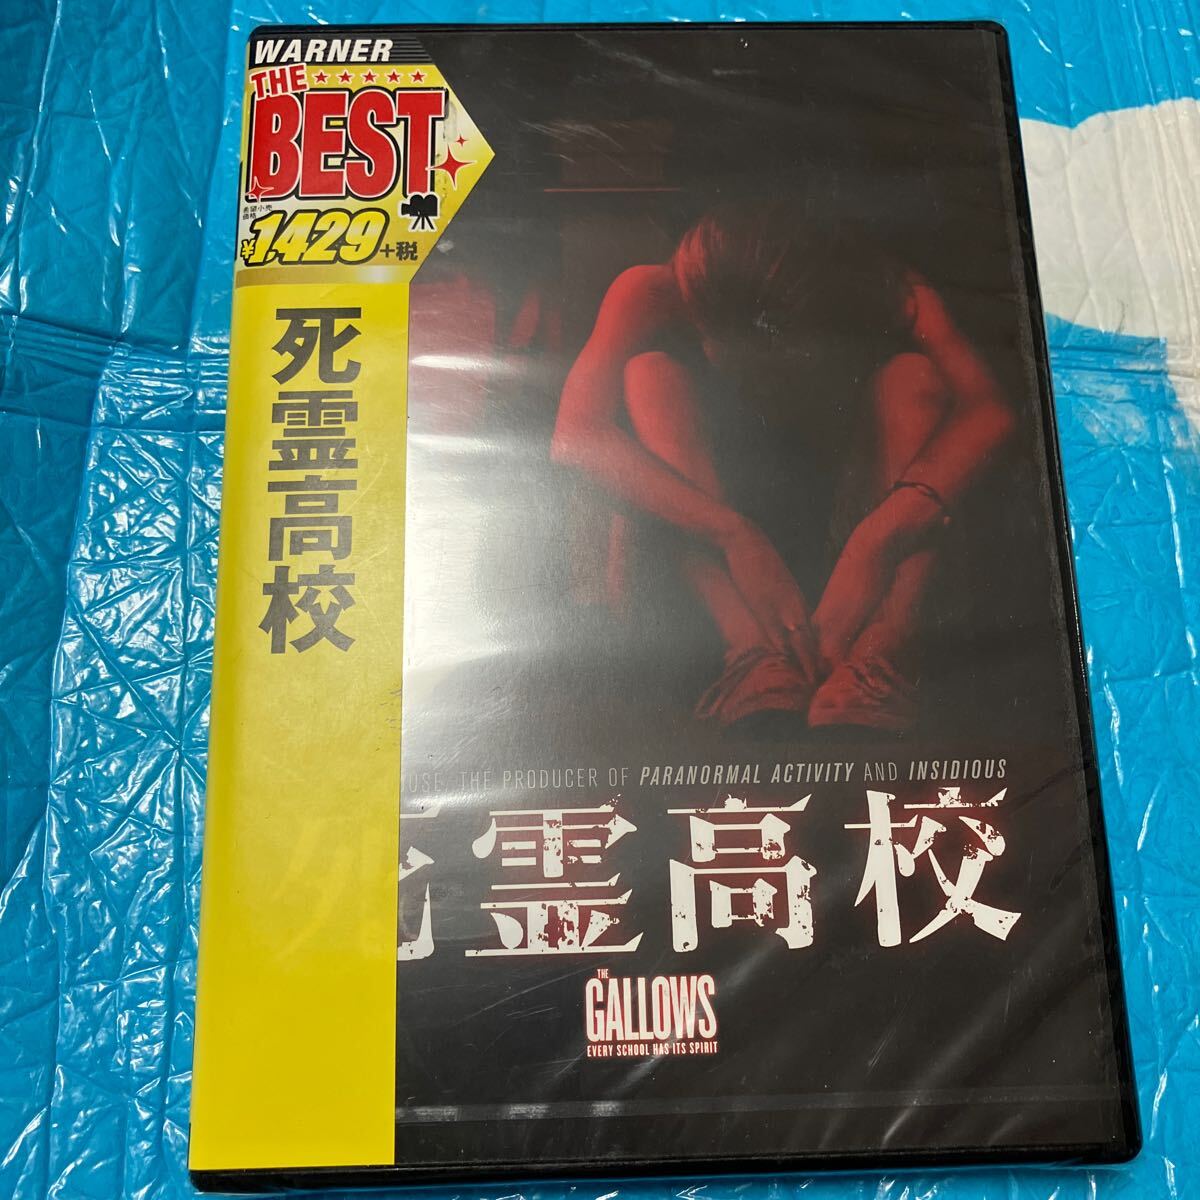 WARNER
THE
BEST
希望小売
価格
¥1429+税
死霊高校
THE PRODUCER OF PARANORMAL ACTIVITY AND INSIDIOUS
霊高校
THE
GALLOWS
EVERY SCHOOL HAS ITS SPIRIT